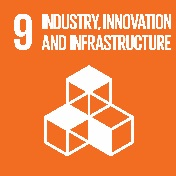 9 INDUSTRY, INNOVATION
AND INFRASTRUCTURE